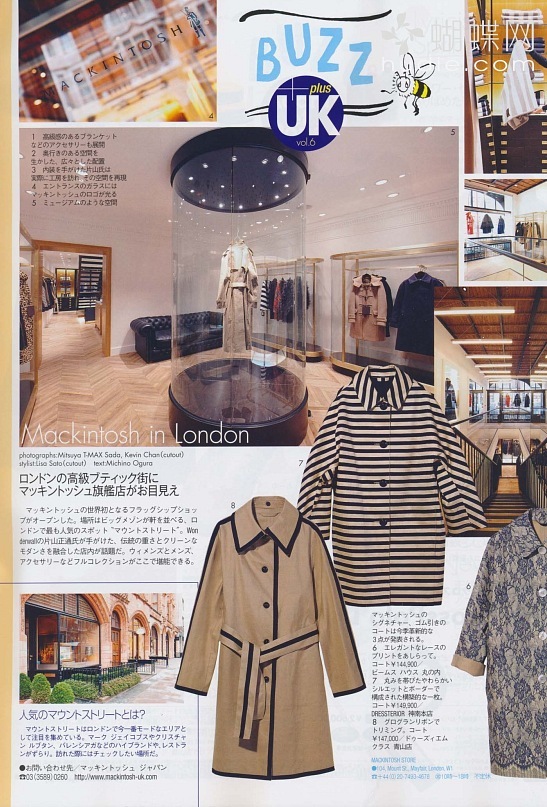 MACKINTOSH
4
BUZZ
plus
+UK
vol.6
蝴蝶网
5
1 高級感のあるブランケット
などのアクセサリーも展開
2 奥行きのある空間を
生かした、広々とした配置
3 内装を手がけた片山氏は
実際に工房を訪れ、その空間を再現
4 エントランスのガラスには
マッキントッシュのロゴが光る
5 ミュージアムのような空間
Mackintosh in London
photographs:Mitsuya T-MAX Sada, Kevin Chan(cutout)
stylist:Lisa Sato(cutout) text:Michino Ogura
ロンドンの高級ブティック街に
マッキントッシュ旗艦店がお目見え
マッキントッシュの世界初となるフラッグシップショッ
プがオープンした。場所はビッグメゾンが軒を並べる、ロ
ンドンで最も人気のスポット“マウントストリート”。Won
derwallの片山正通氏が手がけた、伝統の重さとクリーンな
モダンさを融合した店内が話題だ。ウィメンズとメンズ、
アクセサリーなどフルコレクションがここで堪能できる。
7
8
6
人気のマウントストリートとは?
マウントストリートはロンドンで今一番モードなエリアと
して注目を集めている。マーク ジェイコブスやクリスチャ
ン ルブタン、バレンシアガなどのハイブランドや、レストラ
ンがずらり。訪れた際にはチェックしたい場所だ。
●お問い合わせ先/マッキントッシュ ジャパン
☎03(3589)0260 http://www.mackintosh-uk.com
マッキントッシュの
シグネチャー、ゴム引きの
コートは今季革新的な
3点が発表される。
6 エレガントなレースの
プリントをあしらって。
コート¥144,900/
ビームス ハウス 丸の内
7 丸みを帯びたやわらかい
シルエットとボーダーで
構成された構築的な一枚。
コート¥149,900/
DRESSTERIOR 神南本店
8 グログランリボンで
トリミング。コート
¥147,000/ドゥーズィエム
クラス 青山店
MACKINTOSH STORE
●104, Mount St., Mayfair, London, W1
☎+44(0)20-7493-4678 ⏰10時〜18時 不定休